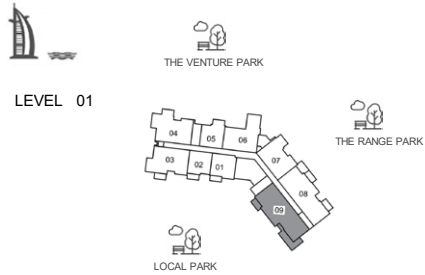 THE VENTURE PARK
LEVEL 01
THE RANGE PARK
04
05
06
03
02
01
07
08
09
LOCAL PARK